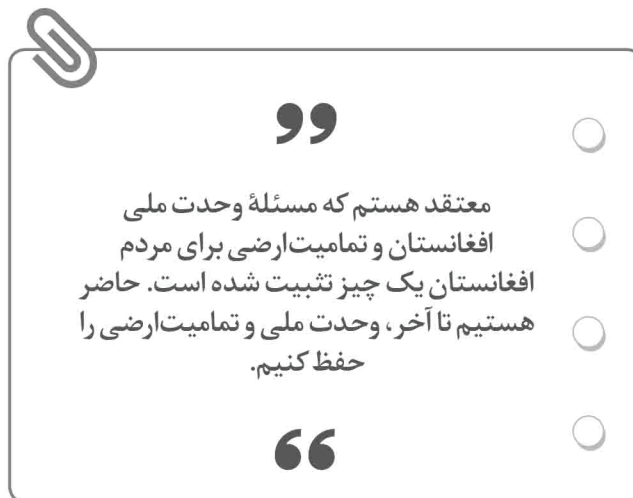 معتقد هستم که مسئلهٔ وحدت ملی
افغانستان و تمامیت‌ارضی برای مردم
افغانستان یک چیز تثبیت شده است. حاضر
هستیم تا آخر، وحدت ملی و تمامیت‌ارضی را
حفظ کنیم.